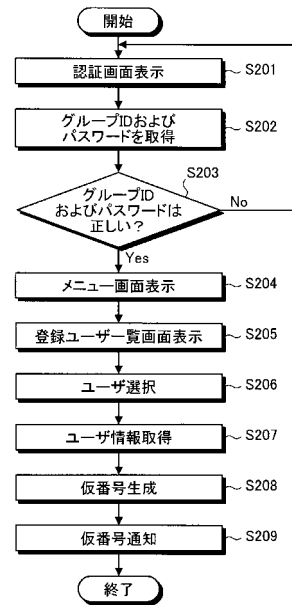 開始
認証画面表示
S201
グループIDおよび
パスワードを取得
S202
S203
グループID
およびパスワードは
正しい？
No
Yes
メニュー画面表示
S204
登録ユーザ一覧画面表示
S205
ユーザ選択
S206
ユーザ情報取得
S207
仮番号生成
S208
仮番号通知
S209
終了